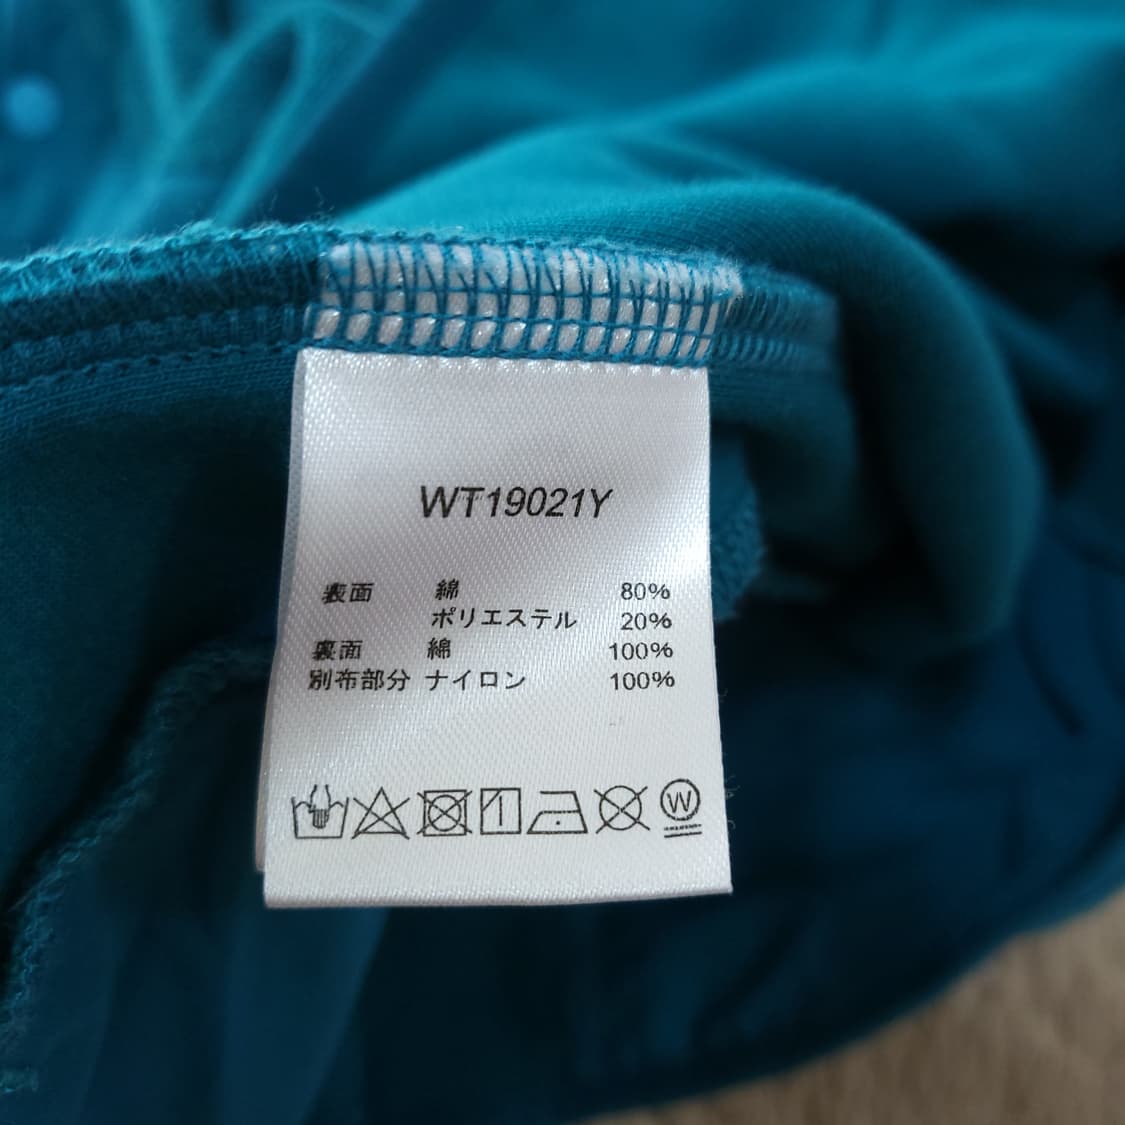 WT19021Y
表面 綿 80%
ポリエステル 20%
裏面 綿 100%
別布部分 ナイロン 100%
W